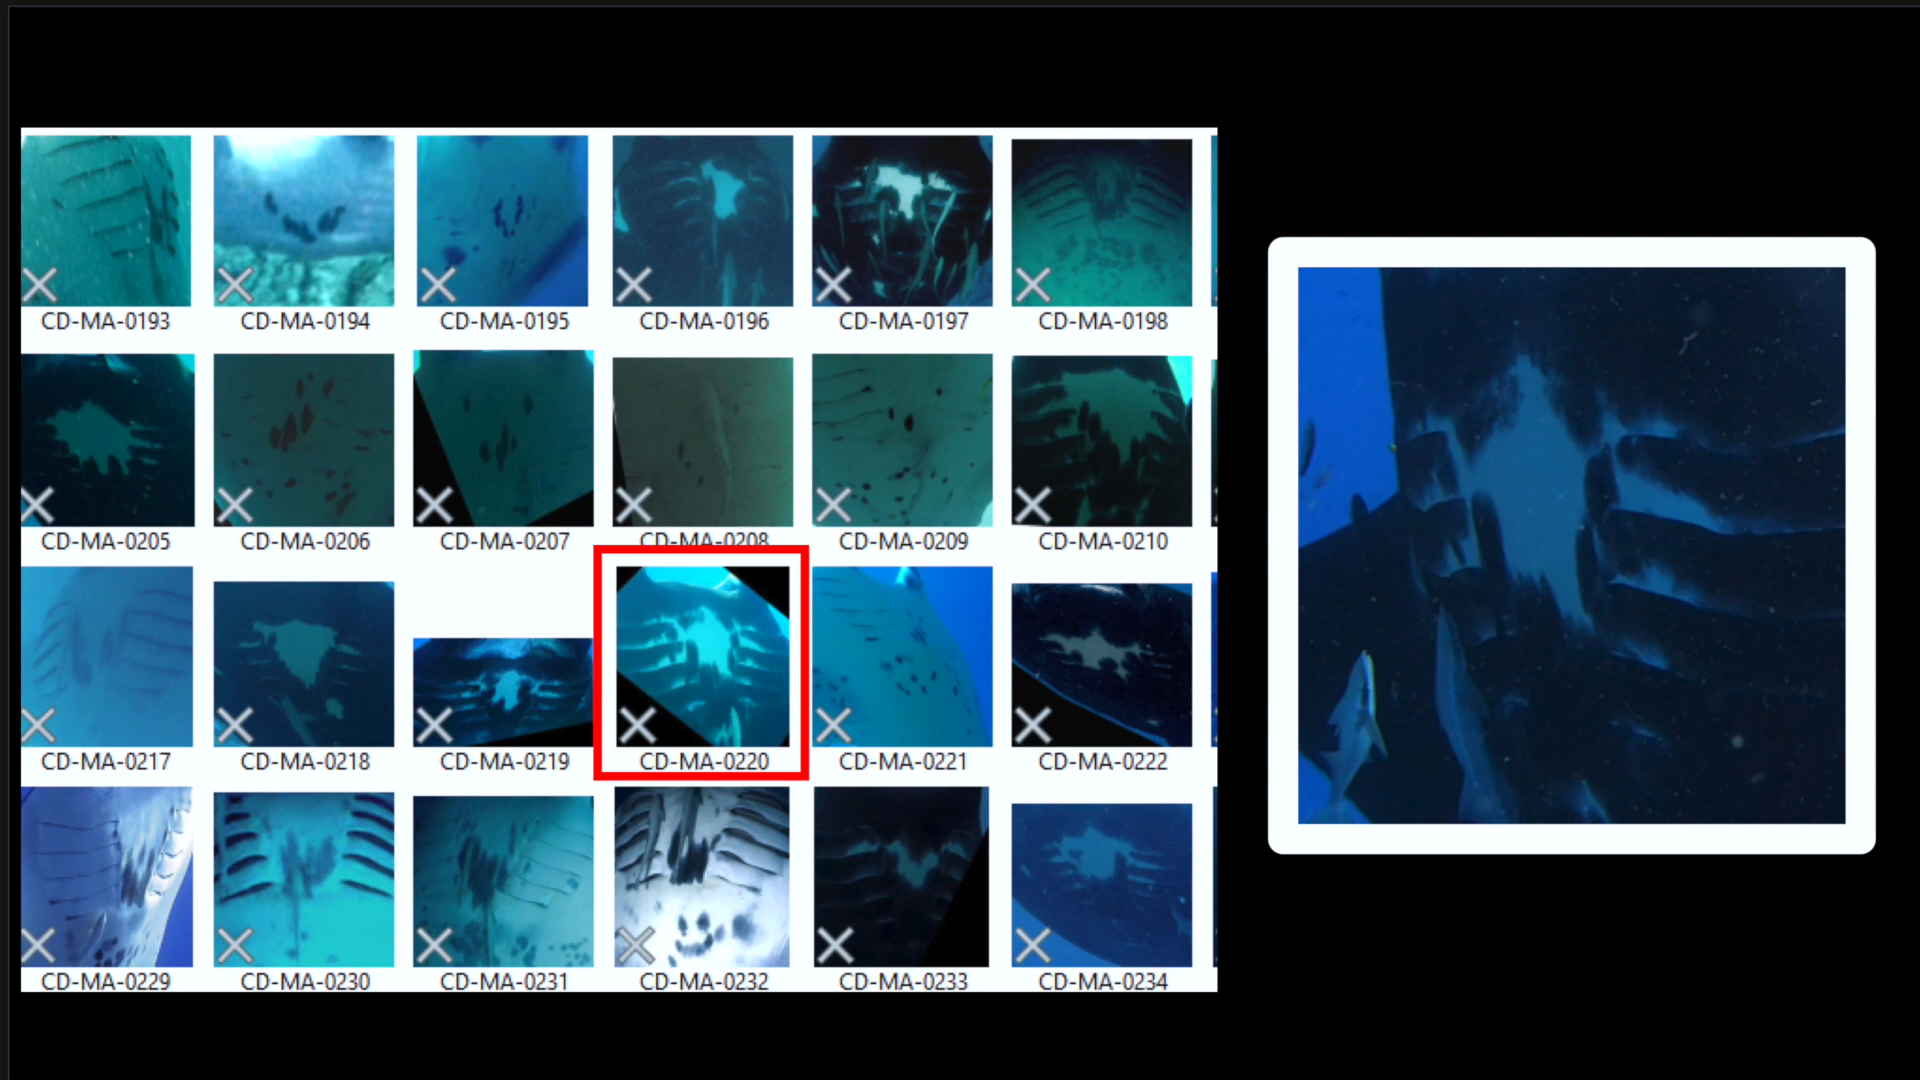 CD-MA-0193 CD-MA-0194 CD-MA-0195 CD-MA-0196 CD-MA-0197 CD-MA-0198
CD-MA-0205 CD-MA-0206 CD-MA-0207 CD-MA-0208 CD-MA-0209 CD-MA-0210
CD-MA-0217 CD-MA-0218 CD-MA-0219 CD-MA-0220 CD-MA-0221 CD-MA-0222
CD-MA-0229 CD-MA-0230 CD-MA-0231 CD-MA-0232 CD-MA-0233 CD-MA-0234